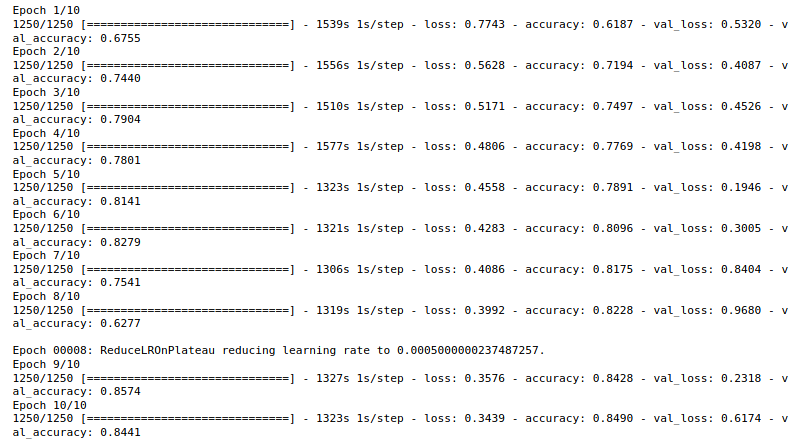 Epoch 1/10
1250/1250 [==============================] - 1539s 1s/step - loss: 0.7743 - accuracy: 0.6187 - val_loss: 0.5320 - v
al_accuracy: 0.6755
Epoch 2/10
1250/1250 [==============================] - 1556s 1s/step - loss: 0.5628 - accuracy: 0.7194 - val_loss: 0.4087 - v
al_accuracy: 0.7440
Epoch 3/10
1250/1250 [==============================] - 1510s 1s/step - loss: 0.5171 - accuracy: 0.7497 - val_loss: 0.4526 - v
al_accuracy: 0.7904
Epoch 4/10
1250/1250 [==============================] - 1577s 1s/step - loss: 0.4806 - accuracy: 0.7769 - val_loss: 0.4198 - v
al_accuracy: 0.7801
Epoch 5/10
1250/1250 [==============================] - 1323s 1s/step - loss: 0.4558 - accuracy: 0.7891 - val_loss: 0.1946 - v
al_accuracy: 0.8141
Epoch 6/10
1250/1250 [==============================] - 1321s 1s/step - loss: 0.4283 - accuracy: 0.8096 - val_loss: 0.3005 - v
al_accuracy: 0.8279
Epoch 7/10
1250/1250 [==============================] - 1306s 1s/step - loss: 0.4086 - accuracy: 0.8175 - val_loss: 0.8404 - v
al_accuracy: 0.7541
Epoch 8/10
1250/1250 [==============================] - 1319s 1s/step - loss: 0.3992 - accuracy: 0.8228 - val_loss: 0.9680 - v
al_accuracy: 0.6277

Epoch 00008: ReduceLROnPlateau reducing learning rate to 0.0005000000237487257.
Epoch 9/10
1250/1250 [==============================] - 1327s 1s/step - loss: 0.3576 - accuracy: 0.8428 - val_loss: 0.2318 - v
al_accuracy: 0.8574
Epoch 10/10
1250/1250 [==============================] - 1323s 1s/step - loss: 0.3439 - accuracy: 0.8490 - val_loss: 0.6174 - v
al_accuracy: 0.8441